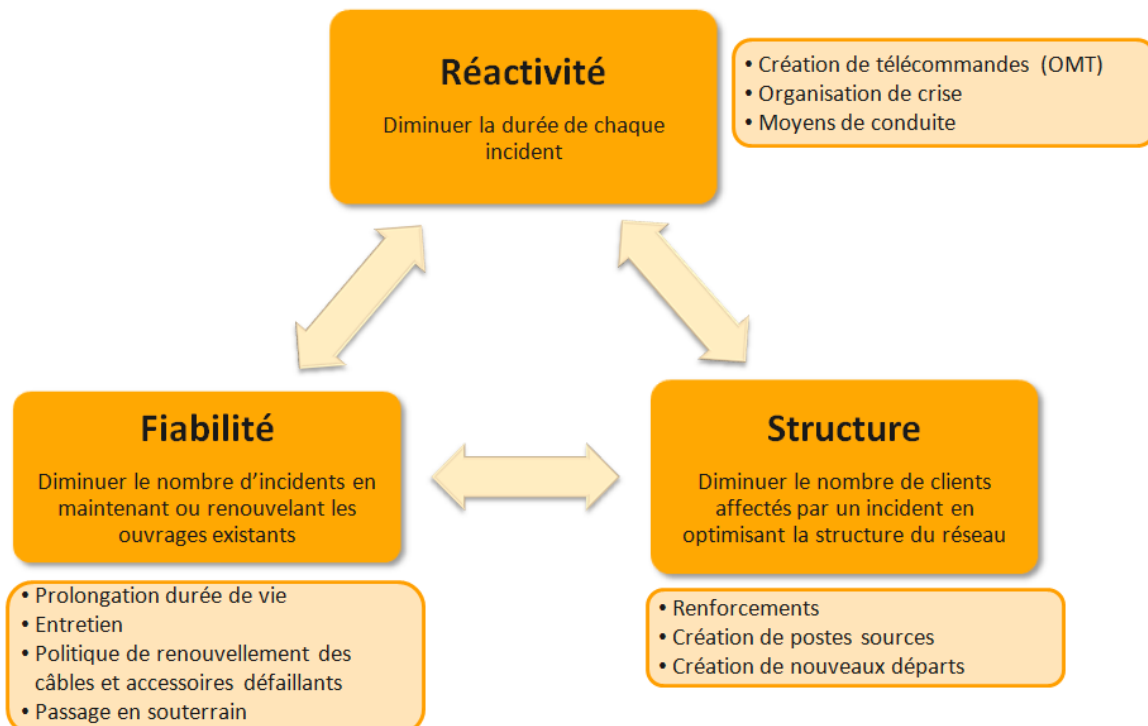 Réactivité
Diminuer la durée de chaque
incident
• Création de télécommandes (OMT)
• Organisation de crise
• Moyens de conduite
Fiabilité
Diminuer le nombre d’incidents en
maintenant ou renouvelant les
ouvrages existants
• Prolongation durée de vie
• Entretien
• Politique de renouvellement des
câbles et accessoires défaillants
• Passage en souterrain
Structure
Diminuer le nombre de clients
affectés par un incident en
optimisant la structure du réseau
• Renforcements
• Création de postes sources
• Création de nouveaux départs